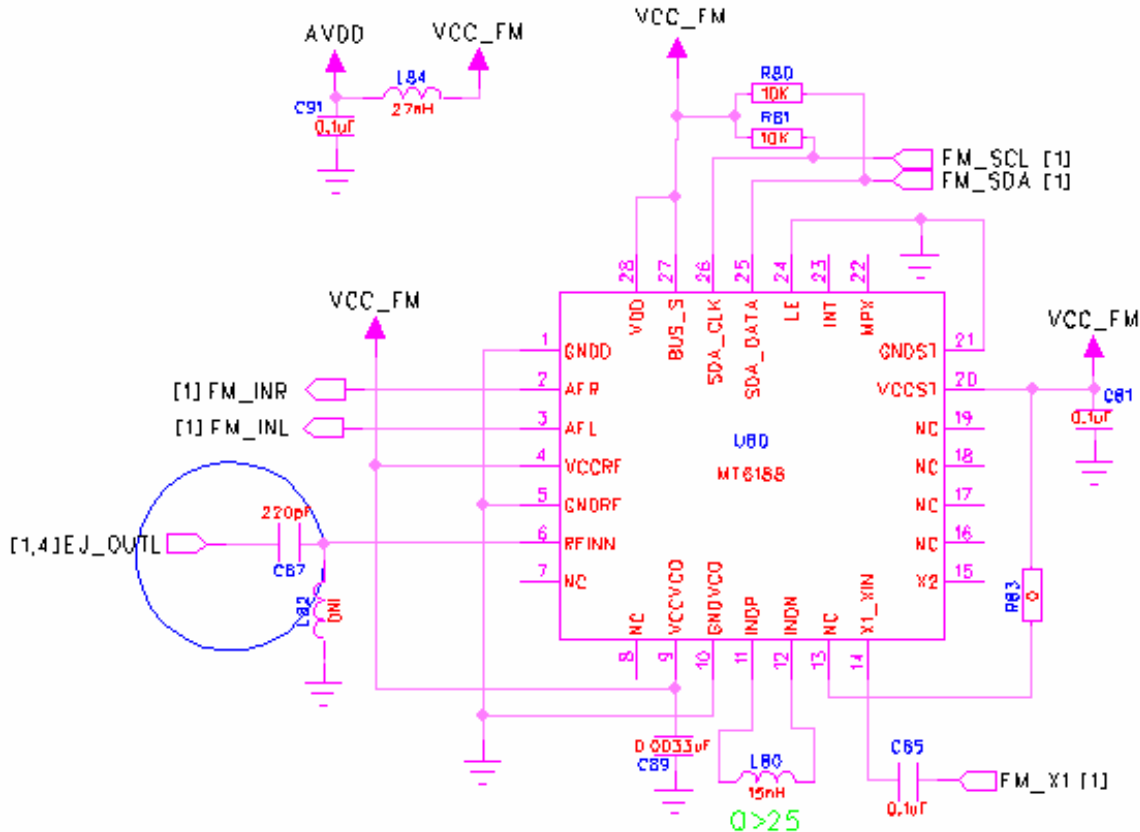 AVDD
VCC_FM
VCC_FM
L84
27nH
C91
0.1uF
R80
10K
R81
10K
FM_SCL [1]
FM_SDA [1]
28
27
26
25
24
23
22
VDD
BUS_S
SDA_CLK
SDA_DATA
LE
INT
MPX
VCC_FM
VCC_FM
1
GNDD
GNDST
21
[1] FM_INR
2
AFR
VCCST
20
C81
0.1uF
[1] FM_INL
3
AFL
NC
19
U80
MT6188
4
VCCRF
NC
18
5
GNDRF
NC
17
220pF
[1,4]EJ_OUTL
C87
6
RFINN
NC
16
7
NC
X2
15
L82
DNI
R83
0
NC
VCCVCO
GNDVCO
INDP
INDN
NC
X1_XIN
8
9
10
11
12
13
14
0.0033uF
C89
L80
15nH
Q>25
C85
0.1uF
FM_X1 [1]